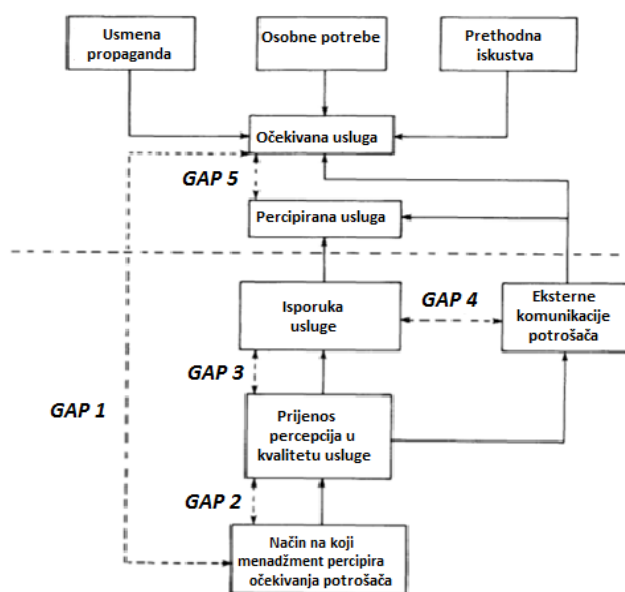 Usmena
propaganda
Osobne potrebe
Prethodna
iskustva
Očekivana usluga
GAP 5
Percipirana usluga
Isporuka
usluge
GAP 4
Eksterne
komunikacije
potrošača
GAP 3
GAP 1
Prijenos
percepcija u
kvalitetu usluge
GAP 2
Način na koji
menadžment percipira
očekivanja potrošača